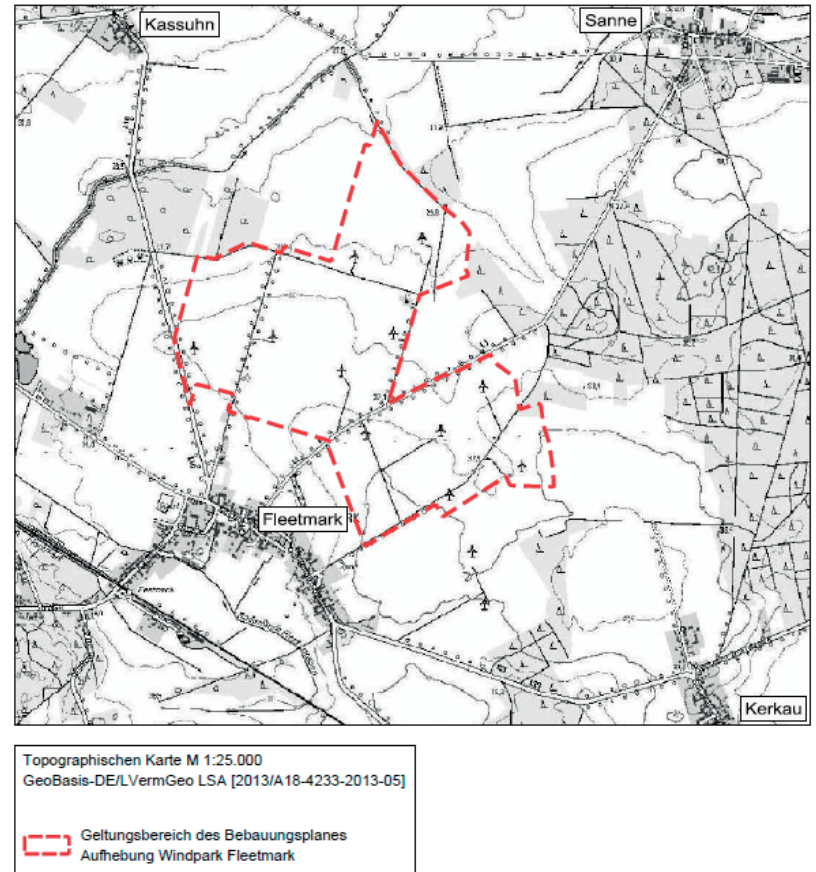 Kassuhn
Sanne
Fleetmark
Kerkau
Topographischen Karte M 1:25.000
GeoBasis-DE/LVermGeo LSA [2013/A18-4233-2013-05]
Geltungsbereich des Bebauungsplanes
Aufhebung Windpark Fleetmark